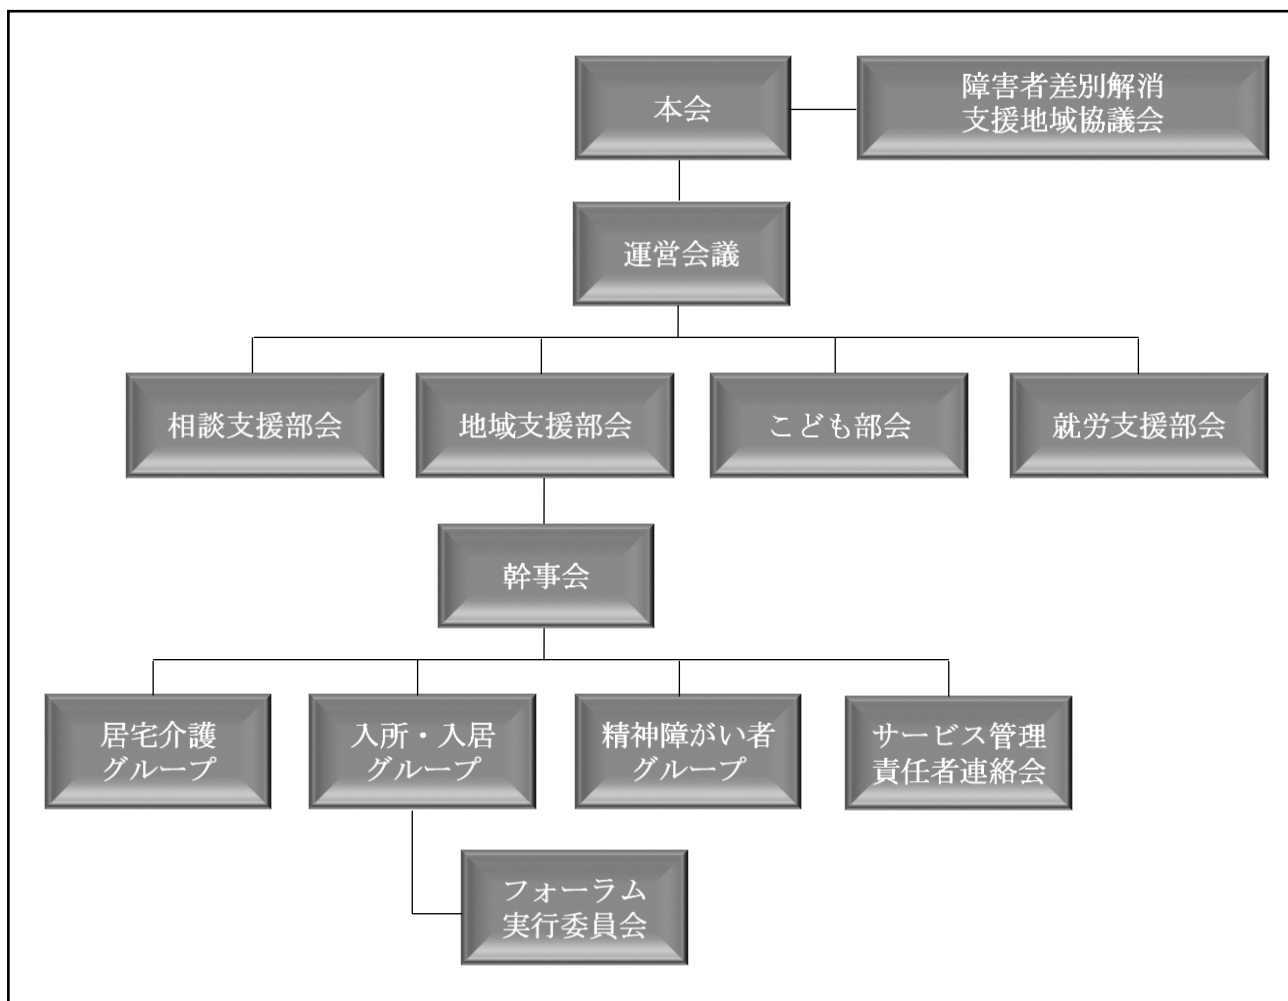 本会
障害者差別解消
支援地域協議会
運営会議
相談支援部会
地域支援部会
こども部会
就労支援部会
幹事会
居宅介護
グループ
入所・入居
グループ
精神障がい者
グループ
サービス管理
責任者連絡会
フォーラム
実行委員会